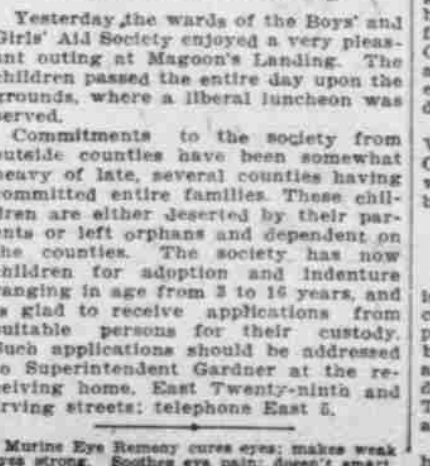 Yesterday the wards of the Boys' and
Girls' Aid Society enjoyed a very pleas-
ant outing at Magoon's Landing. The
children passed the entire day upon the
grounds, where a liberal luncheon was
served.
Commitments to the society from
outside counties have been somewhat
heavy of late, several counties having
committed entire families. These chil-
dren are either deserted by their par-
ents or left orphans and dependent on
the counties. The society has now
children for adoption and indenture
ranging in age from 3 to 16 years, and
is glad to receive applications from
suitable persons for their custody.
Such applications should be addressed
to Superintendent Gardner at the re-
ceiving home, East Twenty-ninth and
Irving streets; telephone East 5.
Murine Eye Remedy cures eyes; makes weak
eyes strong. Soothes eye pain; doesn't smart.